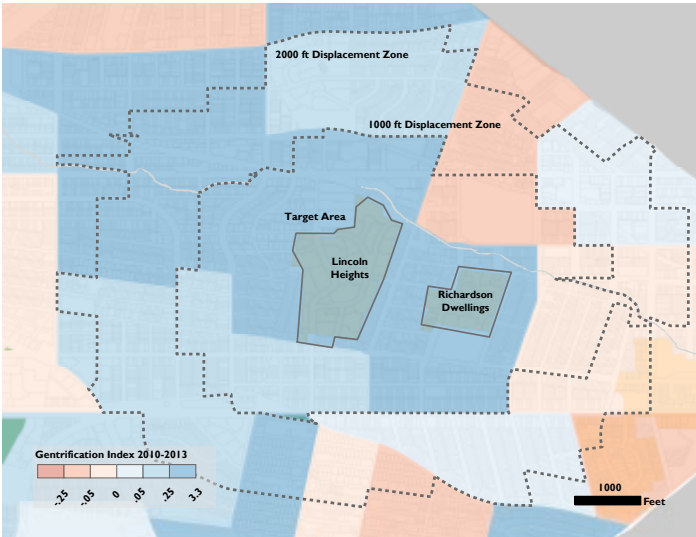 2000 ft Displacement Zone
1000 ft Displacement Zone
Target Area
Lincoln
Heights
Richardson
Dwellings
Gentrification Index 2010-2013
-.25
-.05
0
.05
.25
3.3
1000
Feet